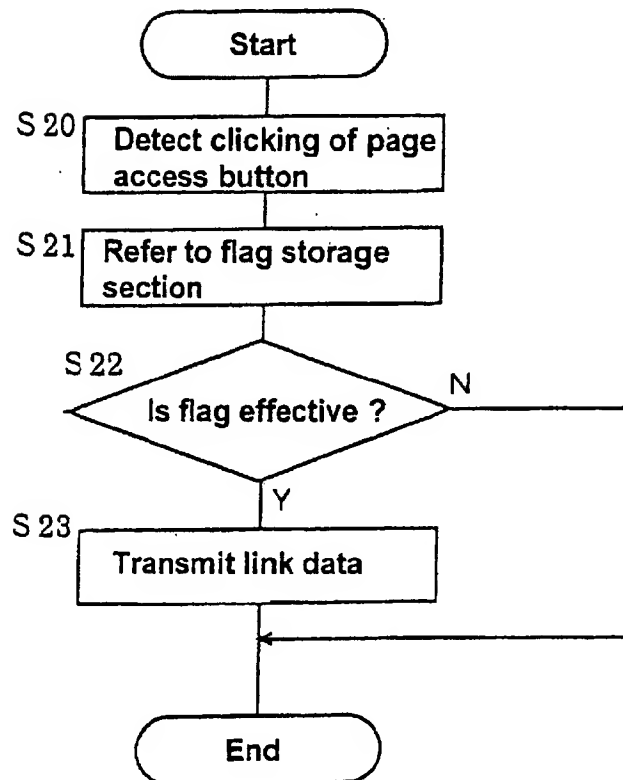 Start
S 20
Detect clicking of page
access button
S 21
Refer to flag storage
section
S 22
Is flag effective ?
N
Y
S 23
Transmit link data
End